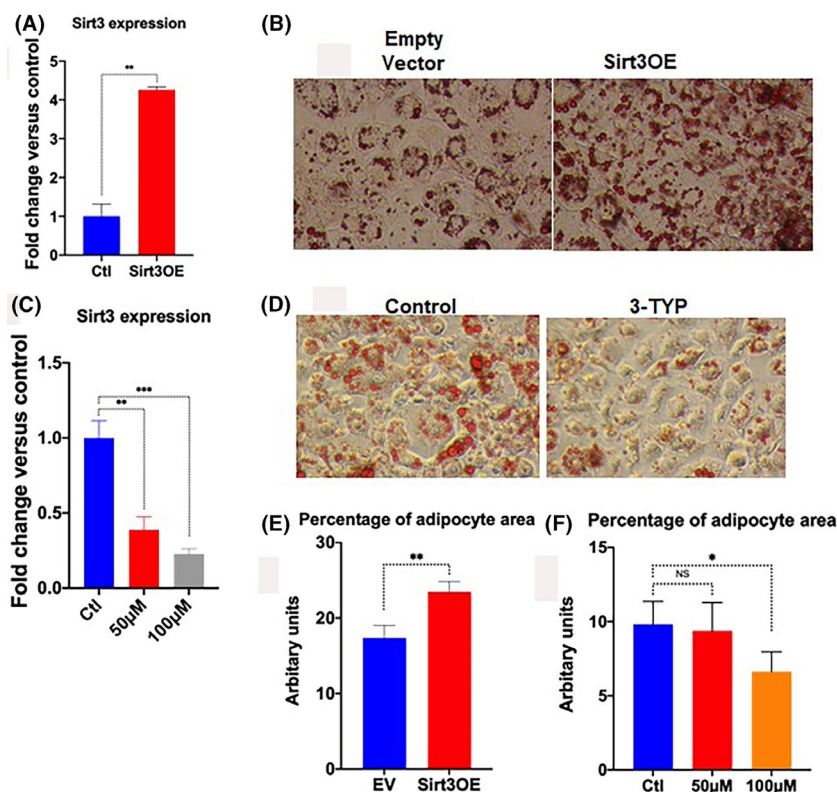 (A)
Sirt3 expression
Fold change versus control
5
4
3
2
1
0
**
Ctl
Sirt3OE
(B)
Empty
Vector
Sirt3OE
(C)
Sirt3 expression
Fold change versus control
1.5
1.0
0.5
0.0
***
**
Ctl
50µM
100µM
(D)
Control
3-TYP
(E)
Percentage of adipocyte area
Arbitary units
30
20
10
0
**
EV
Sirt3OE
(F)
Percentage of adipocyte area
Arbitary units
15
10
5
0
*
NS
Ctl
50µM
100µM